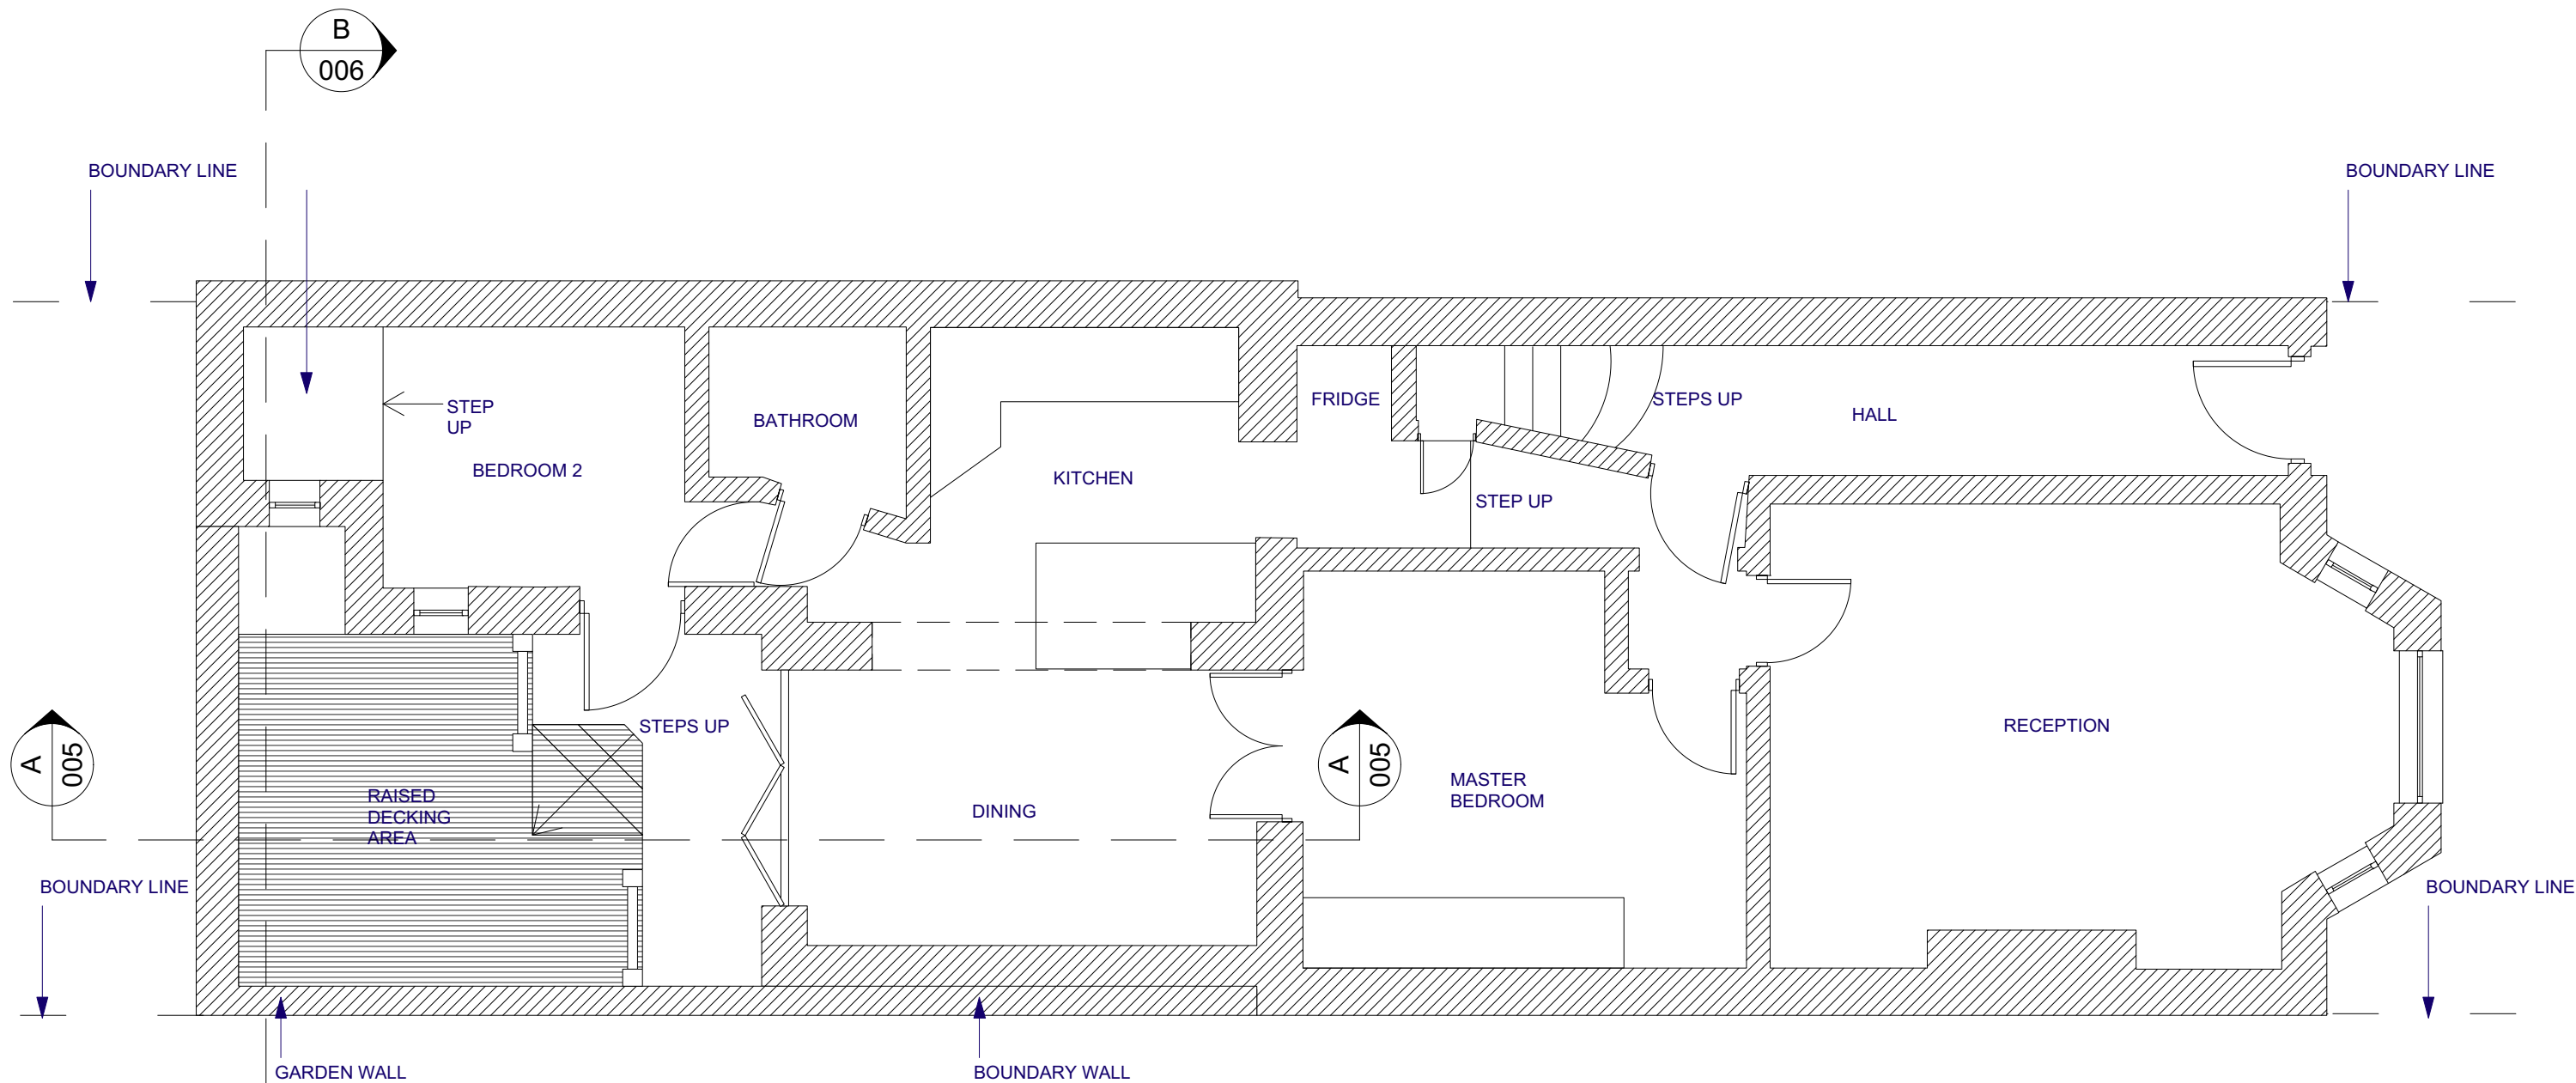 B
006
BOUNDARY LINE
BOUNDARY LINE
STEP
UP
BATHROOM
FRIDGE
STEPS UP
HALL
BEDROOM 2
KITCHEN
STEP UP
STEPS UP
RECEPTION
A
005
A
005
MASTER
BEDROOM
RAISED
DECKING
AREA
DINING
BOUNDARY LINE
BOUNDARY LINE
GARDEN WALL
BOUNDARY WALL